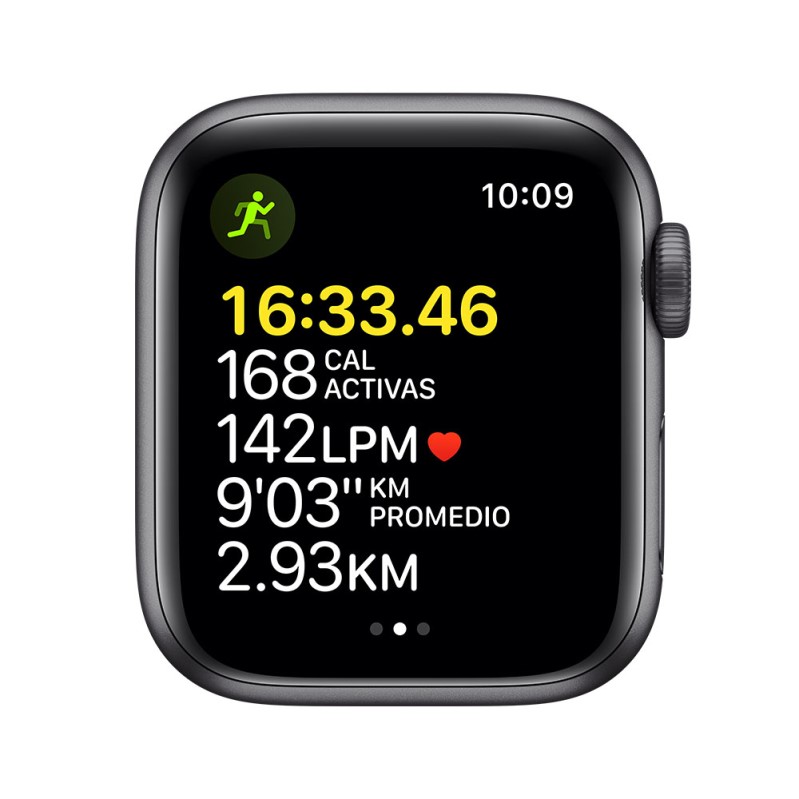 10:09
16:33.46
168 CAL
ACTIVAS
142LPM
9'03" KM
PROMEDIO
2.93KM